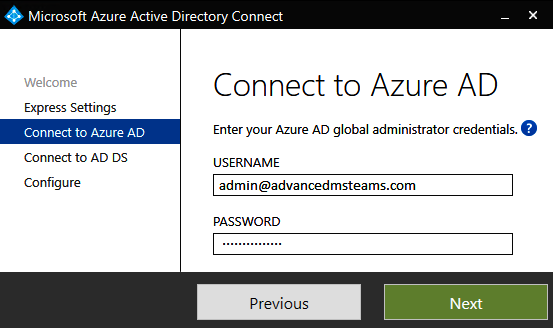 Microsoft Azure Active Directory Connect
Welcome
Express Settings
Connect to Azure AD
Connect to AD DS
Configure
Connect to Azure AD
Enter your Azure AD global administrator credentials. ?
USERNAME
admin@advancedmsteams.com
PASSWORD
•••••••••••••••
Previous
Next